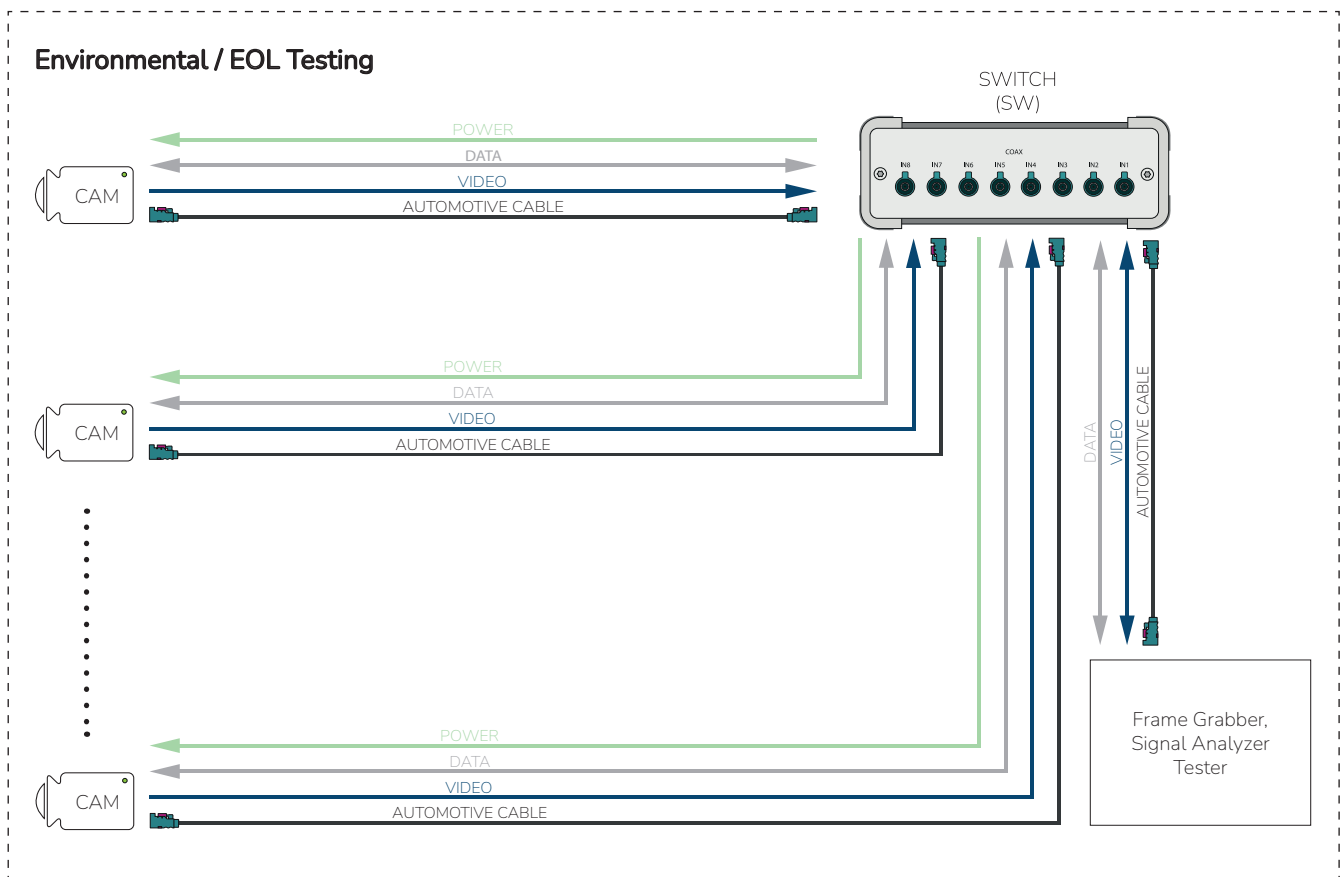 Environmental / EOL Testing
SWITCH
(SW)
COAX
IN8 IN7 IN6 IN5 IN4 IN3 IN2 IN1
POWER
DATA
VIDEO
AUTOMOTIVE CABLE
CAM
POWER
DATA
VIDEO
AUTOMOTIVE CABLE
CAM
DATA
VIDEO
AUTOMOTIVE CABLE
Frame Grabber,
Signal Analyzer
Tester
POWER
DATA
VIDEO
AUTOMOTIVE CABLE
CAM